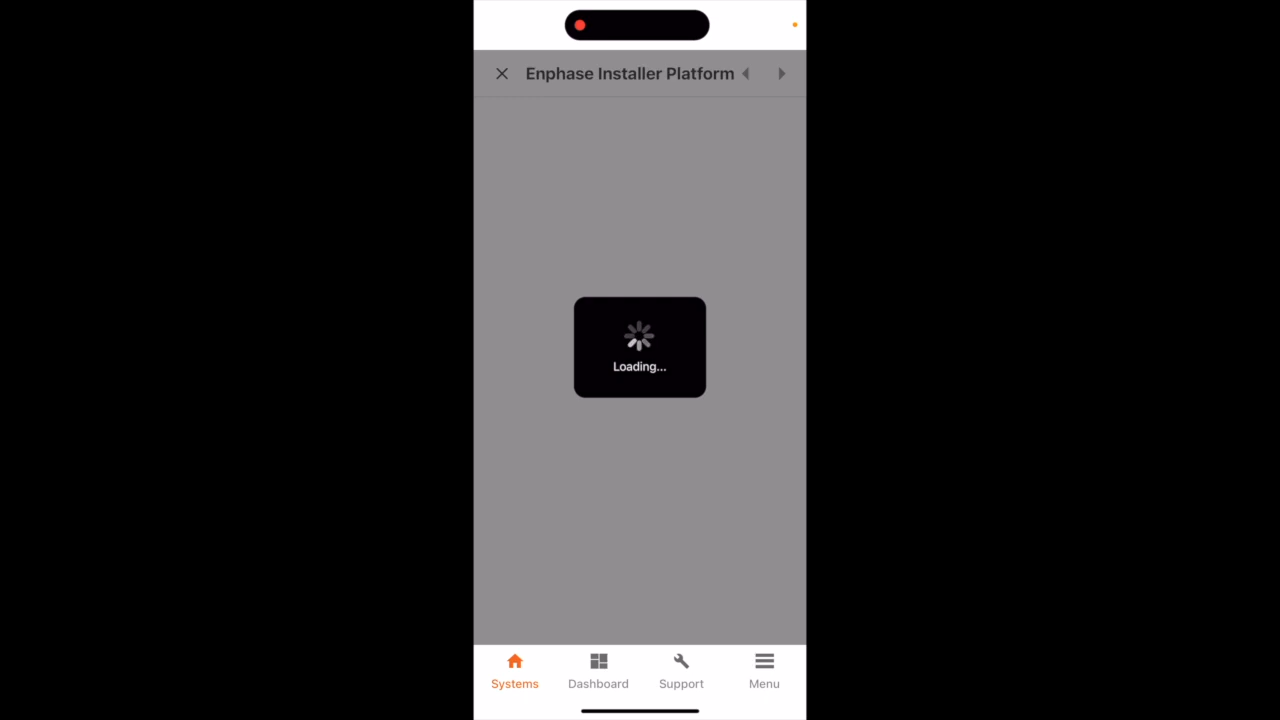 Enphase Installer Platform
Loading...
Systems
Dashboard
Support
Menu